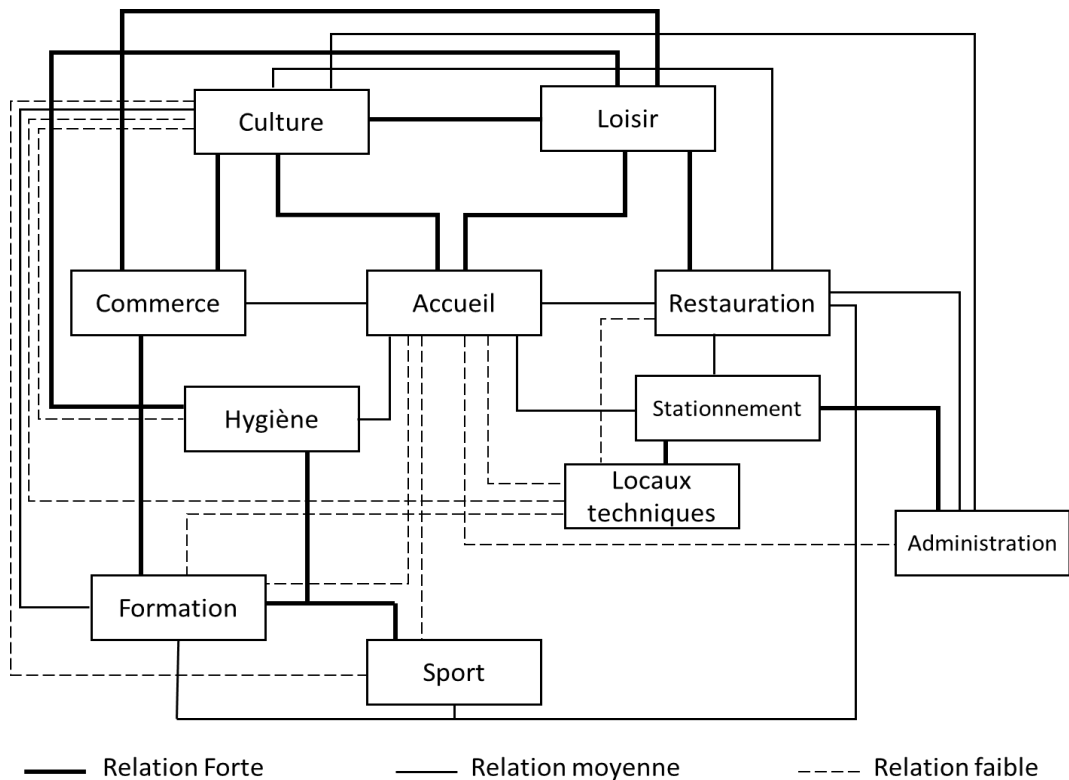 Culture
Loisir
Commerce
Accueil
Restauration
Hygiène
Stationnement
Locaux
techniques
Administration
Formation
Sport
Relation Forte
Relation moyenne
Relation faible